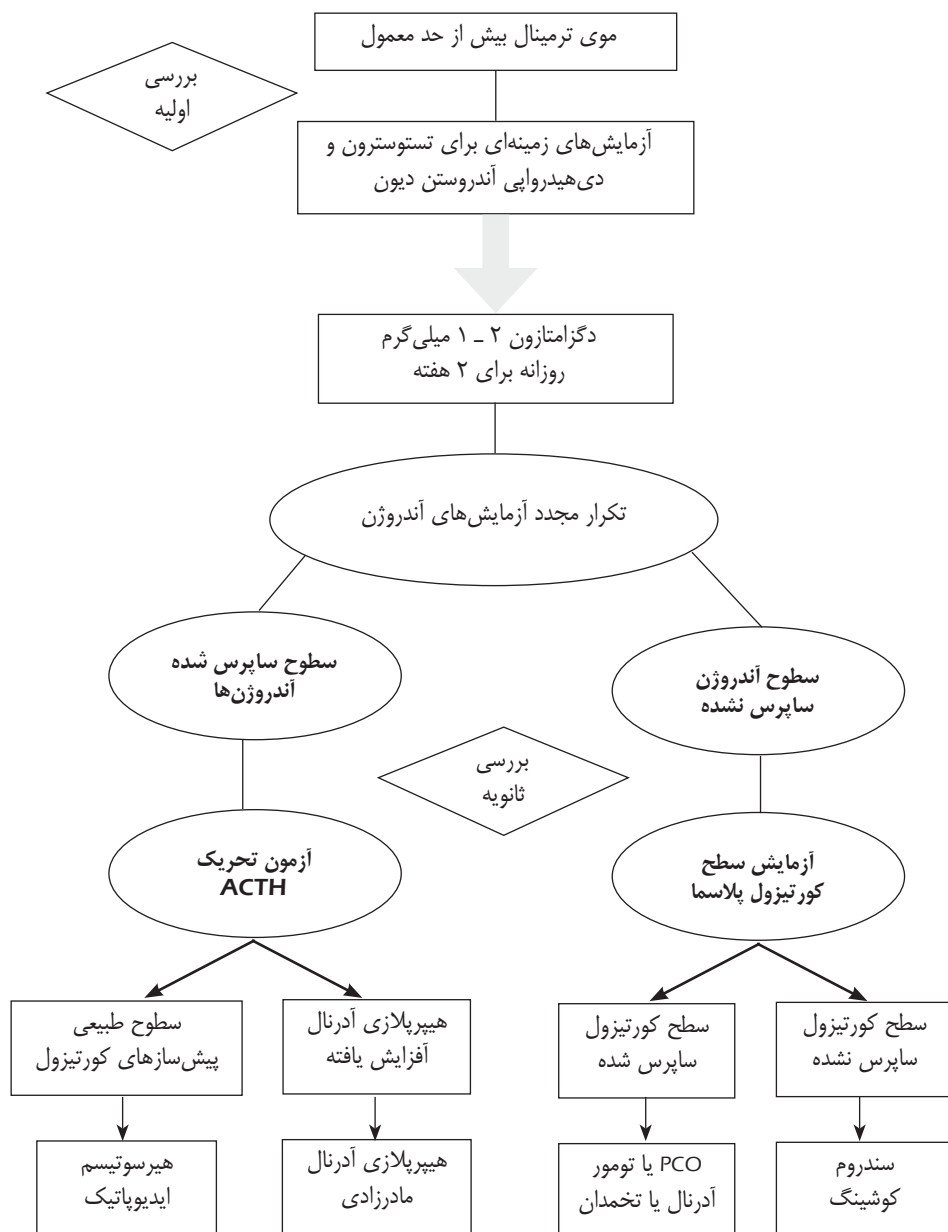 موی ترمینال بیش از حد معمول
بررسی
اولیه
آزمایش‌های زمینه‌ای برای تستوسترون و
دی‌هیدرواپی آندروستن دیون
دگزامتازون ۲ ـ ۱ میلی‌گرم
روزانه برای ۲ هفته
تکرار مجدد آزمایش‌های آندروژن
سطوح آندروژن
ساپرس نشده
سطوح ساپرس شده
آندروژن‌ها
بررسی
ثانویه
آزمایش سطح
کورتیزول پلاسما
آزمون تحریک
ACTH
سطح کورتیزول
ساپرس نشده
سطح کورتیزول
ساپرس شده
هیپرپلازی آدرنال
آفزایش یافته
سطوح طبیعی
پیش‌سازهای کورتیزول
سندروم
کوشینگ
PCO یا تومور
آدرنال یا تخمدان
هیپرپلازی آدرنال
مادرزادی
هیرسوتیسم
ایدیوپاتیک